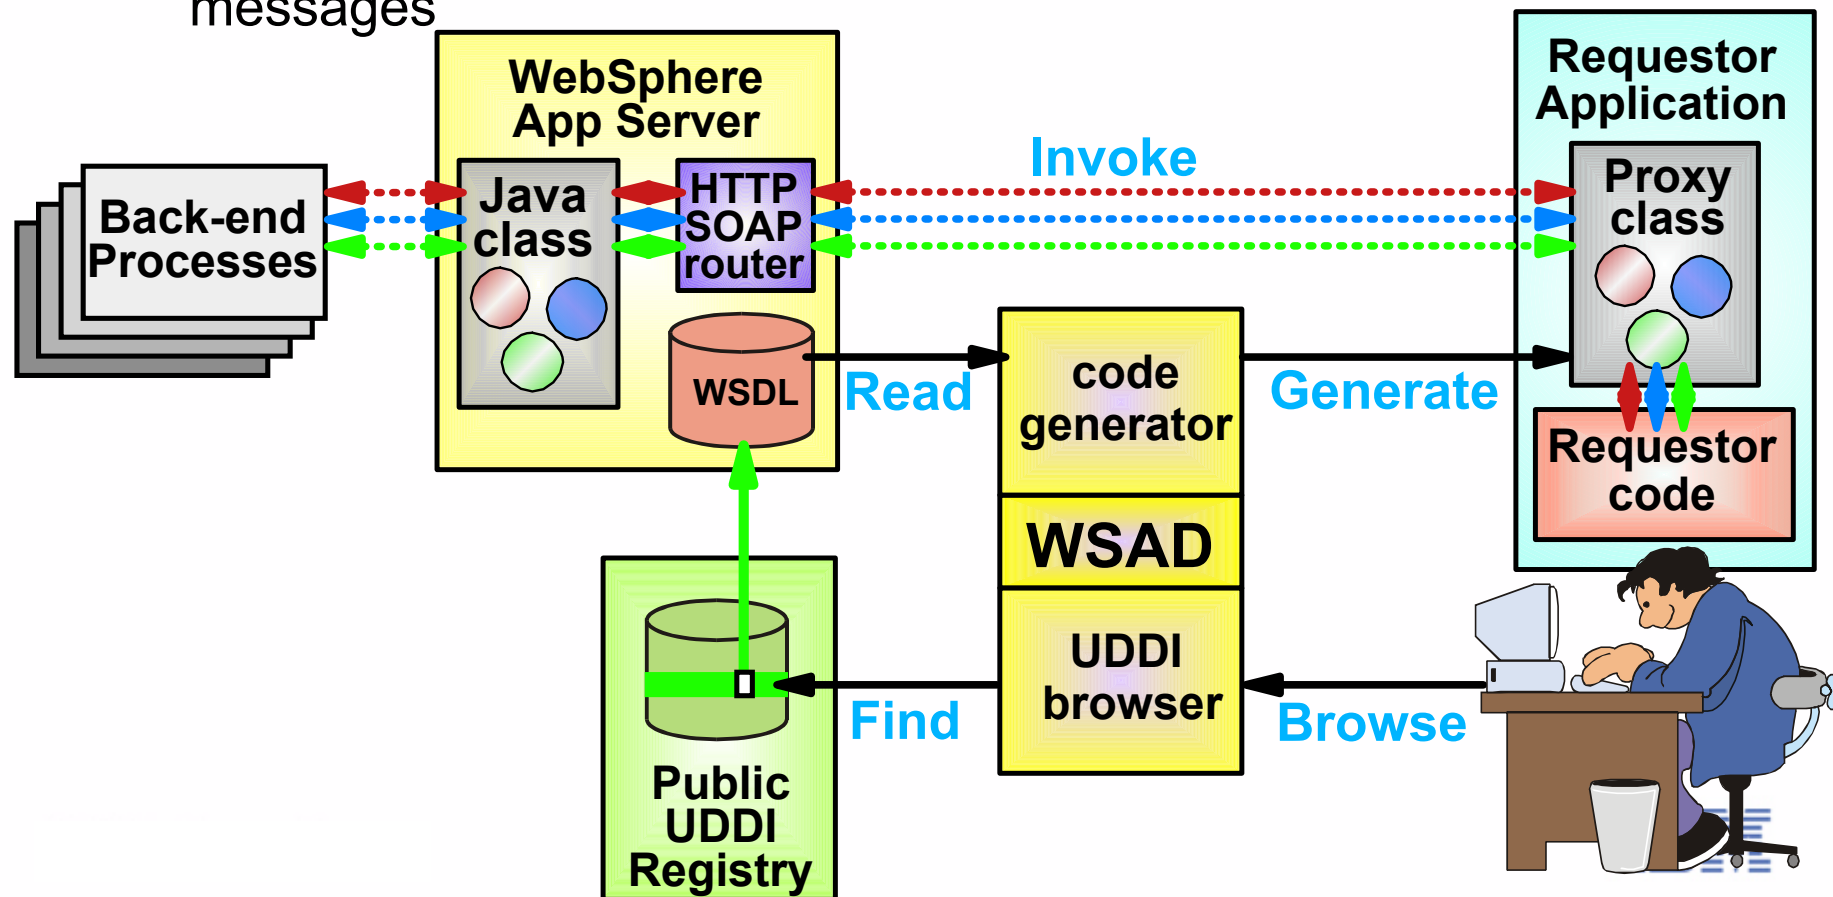 messages
WebSphere
App Server
Requestor
Application
Invoke
Back-end
Processes
Java
class
HTTP
SOAP
router
Proxy
class
WSDL
Read
code
generator
Generate
Requestor
code
WSAD
UDDI
browser
Find
Browse
Public
UDDI
Registry